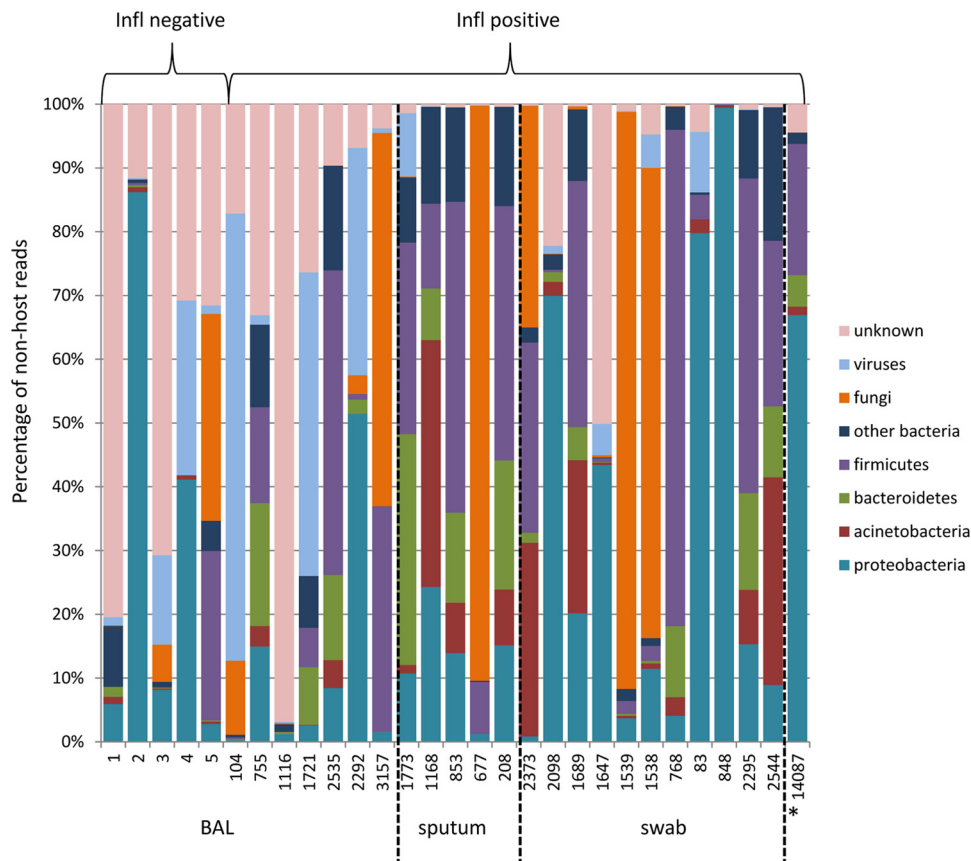 Infl negative
Infl positive
100%
90%
80%
70%
60%
50%
40%
30%
20%
10%
0%
Percentage of non-host reads
unknown
viruses
fungi
other bacteria
firmicutes
bacteroidetes
acinetobacteria
proteobacteria
1
2
3
4
5
104
755
1116
1721
2535
2292
3157
1773
1168
853
677
208
2373
2098
1689
1647
1539
1538
768
83
848
2295
2544
* 14087
BAL
sputum
swab